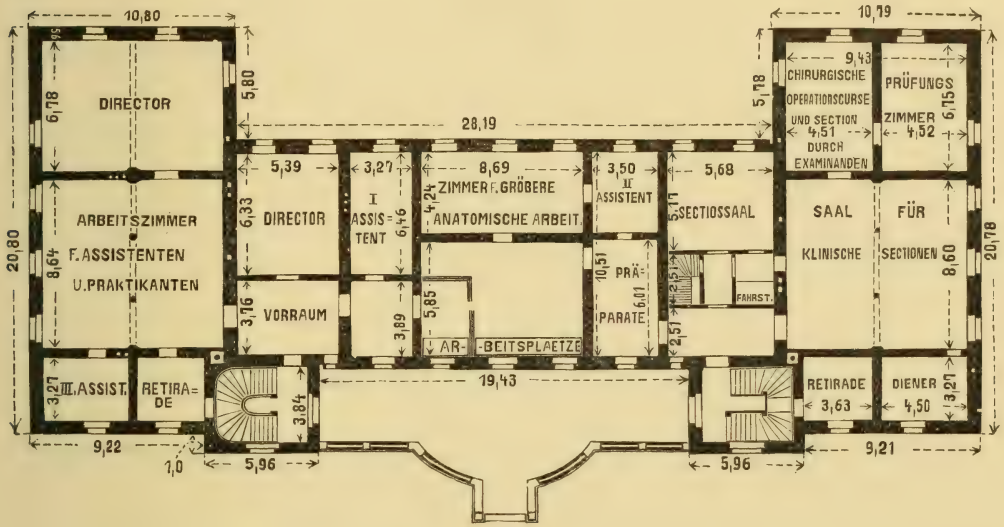 10,80
10,79
20,80
6,78
DIRECTOR
5,80
28,19
5,78
9,43
CHIRURGISCHE
OPERATIONSCURSE
UND SECTION
4,51
DURCH
EXAMINANDEN
PRÜFUNGS
ZIMMER
4,52
6,75
20,78
5,39
6,33
DIRECTOR
3,27
I
ASSIS=
TENT
6,46
8,69
4,24
ZIMMER F. GRÖBERE
ANATOMISCHE ARBEIT.
3,50
II
ASSISTENT
5,68
5,17
SECTIOSSAAL
8,64
ARBEITSZIMMER
F. ASSISTENTEN
U. PRAKTIKANTEN
SAAL FÜR
KLINISCHE SECTIONEN
8,60
3,76
VORRAUM
3,89
5,85
AR- -BEITSPLAETZE
10,51
PRÄ=
PARATE
6,01
2,51
FAHRST.
2,51
3,27
III. ASSIST.
RETIRA=
DE
3,84
19,43
RETIRADE
3,63
DIENER
4,50
3,27
9,22
1,0
5,96
5,96
9,21